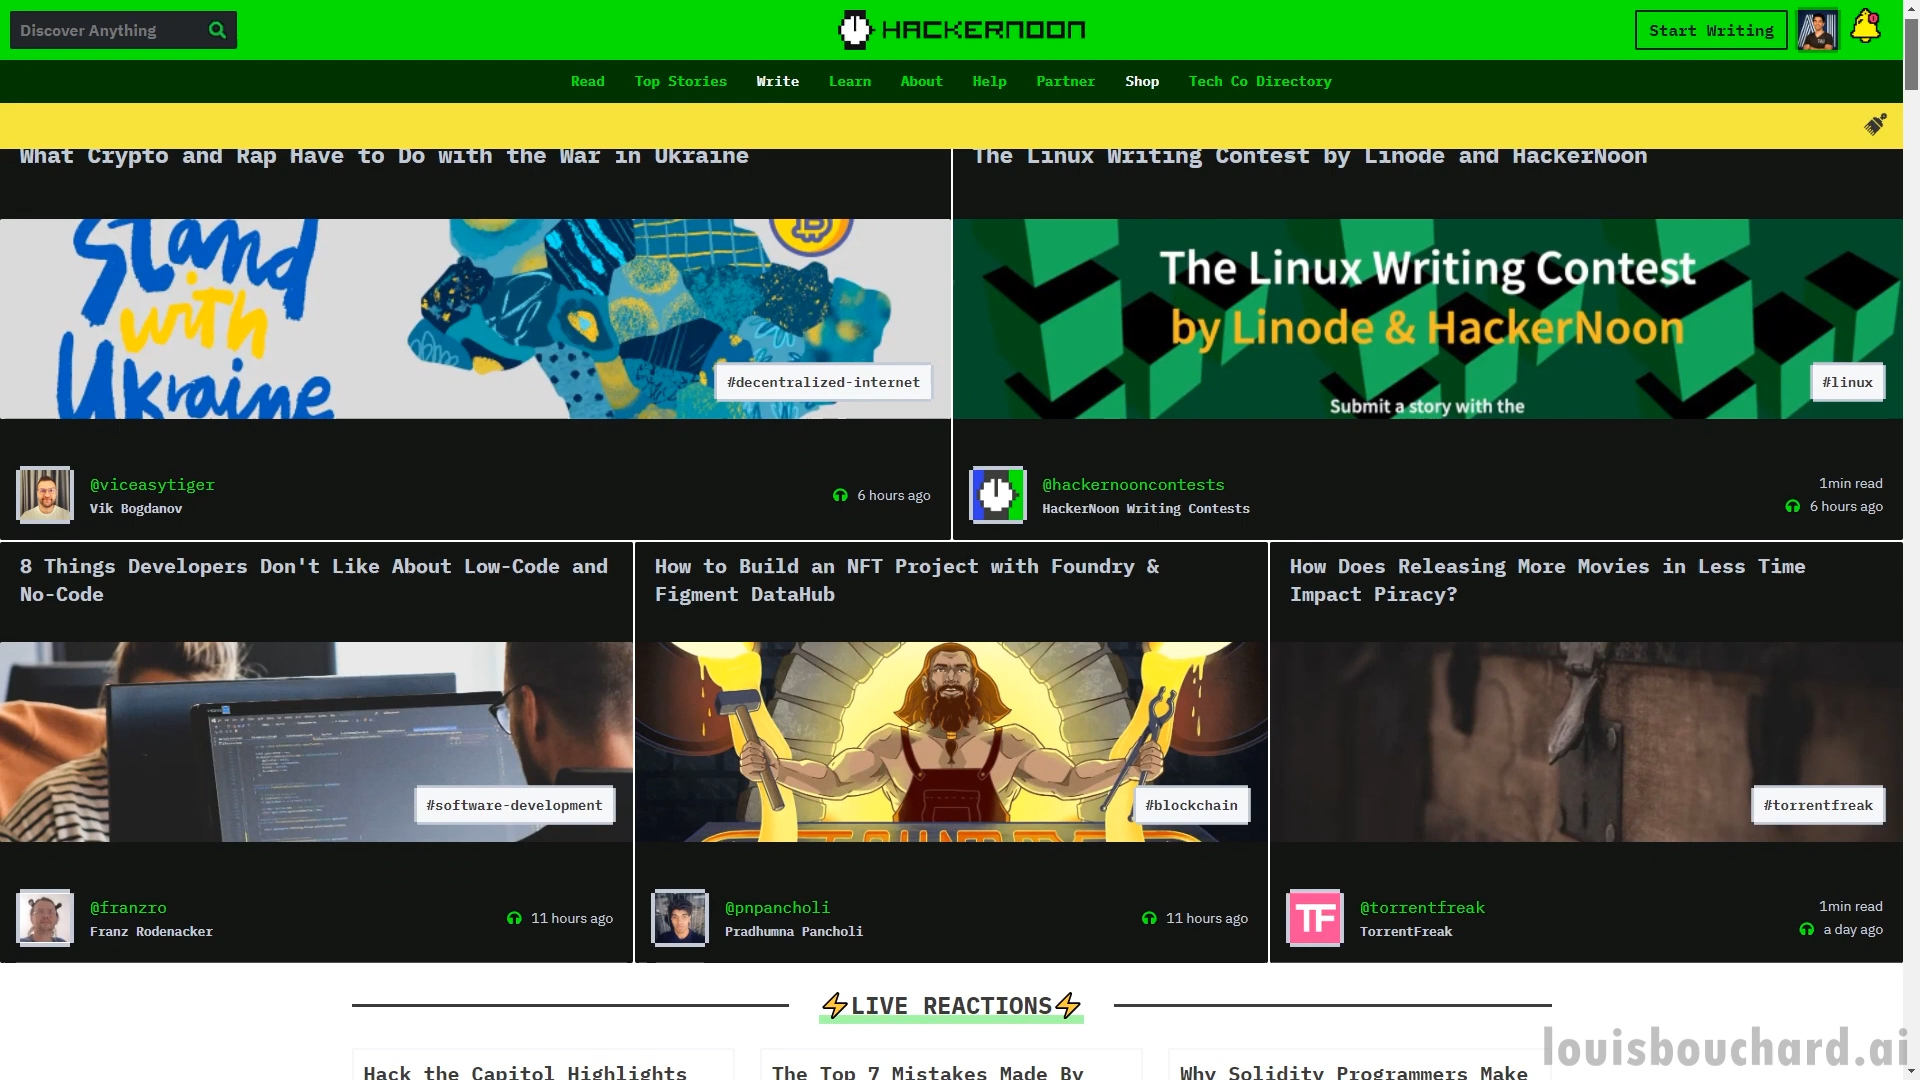 Discover Anything
HACKERNOON
Start Writing
Read Top Stories Write Learn About Help Partner Shop Tech Co Directory
What Crypto and Rap Have to Do with the War in Ukraine
The Linux Writing Contest by Linode and HackerNoon
Stand
with
Ukraine
#decentralized-internet
The Linux Writing Contest
by Linode & HackerNoon
Submit a story with the
#linux
@viceasytiger
Vik Bogdanov
6 hours ago
@hackernooncontests
HackerNoon Writing Contests
1min read
6 hours ago
8 Things Developers Don't Like About Low-Code and
No-Code
How to Build an NFT Project with Foundry &
Figment DataHub
How Does Releasing More Movies in Less Time
Impact Piracy?
#software-development
#blockchain
#torrentfreak
@franzro
Franz Rodenacker
11 hours ago
@pnpancholi
Pradhumna Pancholi
11 hours ago
TF
@torrentfreak
TorrentFreak
1min read
a day ago
⚡LIVE REACTIONS⚡
Hack the Capitol Highlights
The Top 7 Mistakes Made By
Why Solidity Programmers Make
louisbouchard.ai